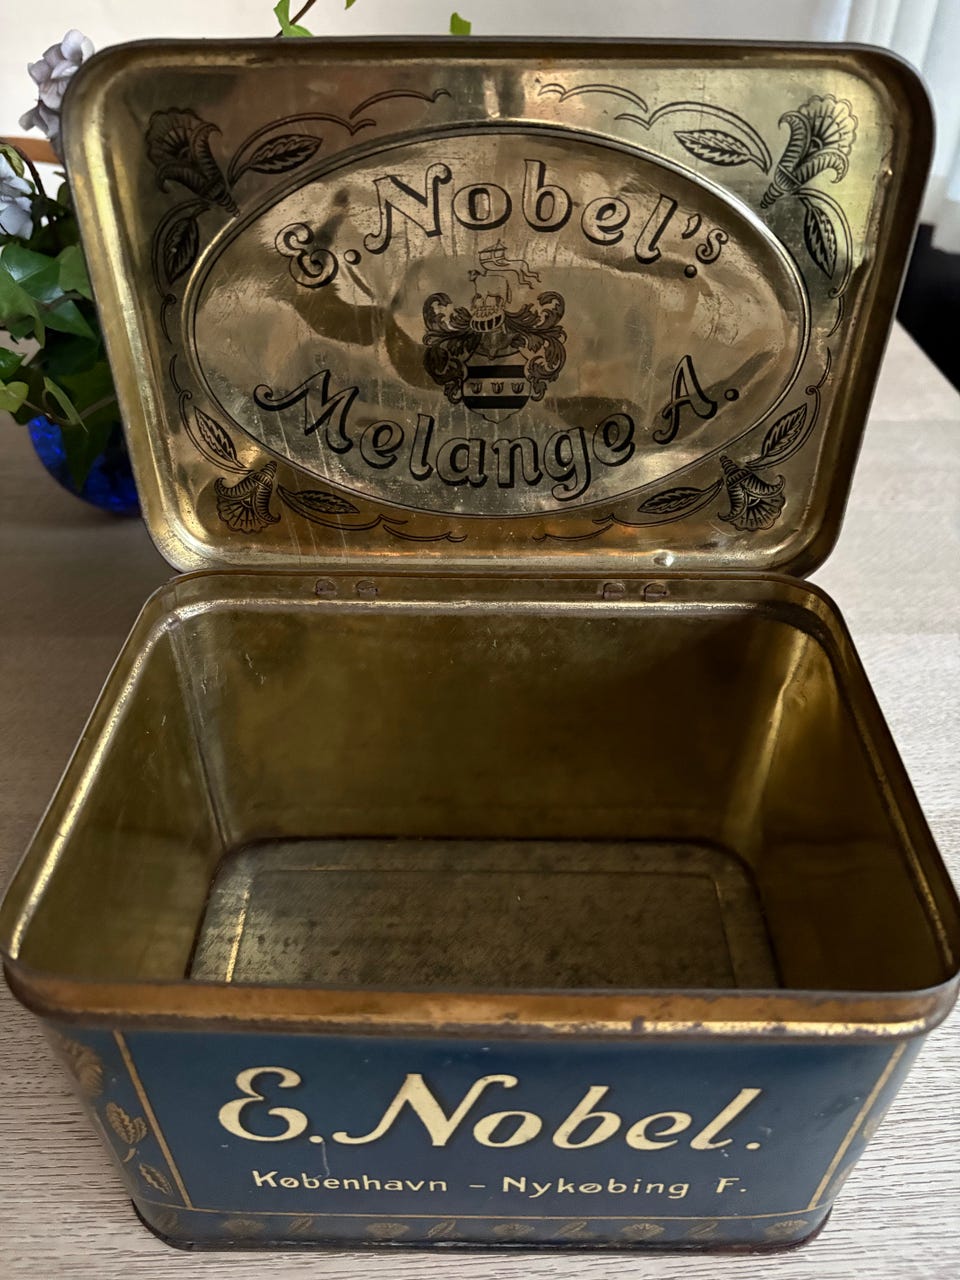 E. Nobel's
Melange A.
E. Nobel.
København – Nykøbing F.